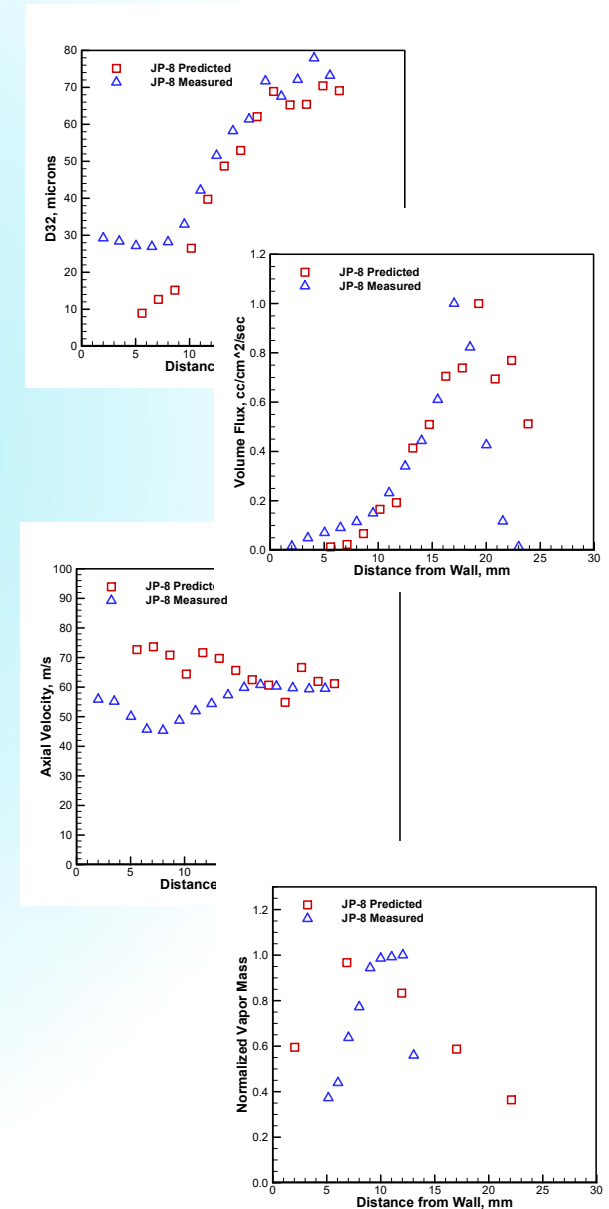 80
70
60
50
40
30
20
10
0
D32, microns
JP-8 Predicted
JP-8 Measured
0 5 10
Distanc
1.2
1.0
0.8
0.6
0.4
0.2
0.0
Volume Flux, cc/cm^2/sec
JP-8 Predicted
JP-8 Measured
0 5 10 15 20 25 30
Distance from Wall, mm
100
90
80
70
60
50
40
30
20
10
0
Axial Velocity, m/s
JP-8 Predict
JP-8 Measured
0 5 10
Distance
1.2
1.0
0.8
0.6
0.4
0.2
0.0
Normalized Vapor Mass
JP-8 Predicted
JP-8 Measured
0 5 10 15 20 25 30
Distance from Wall, mm